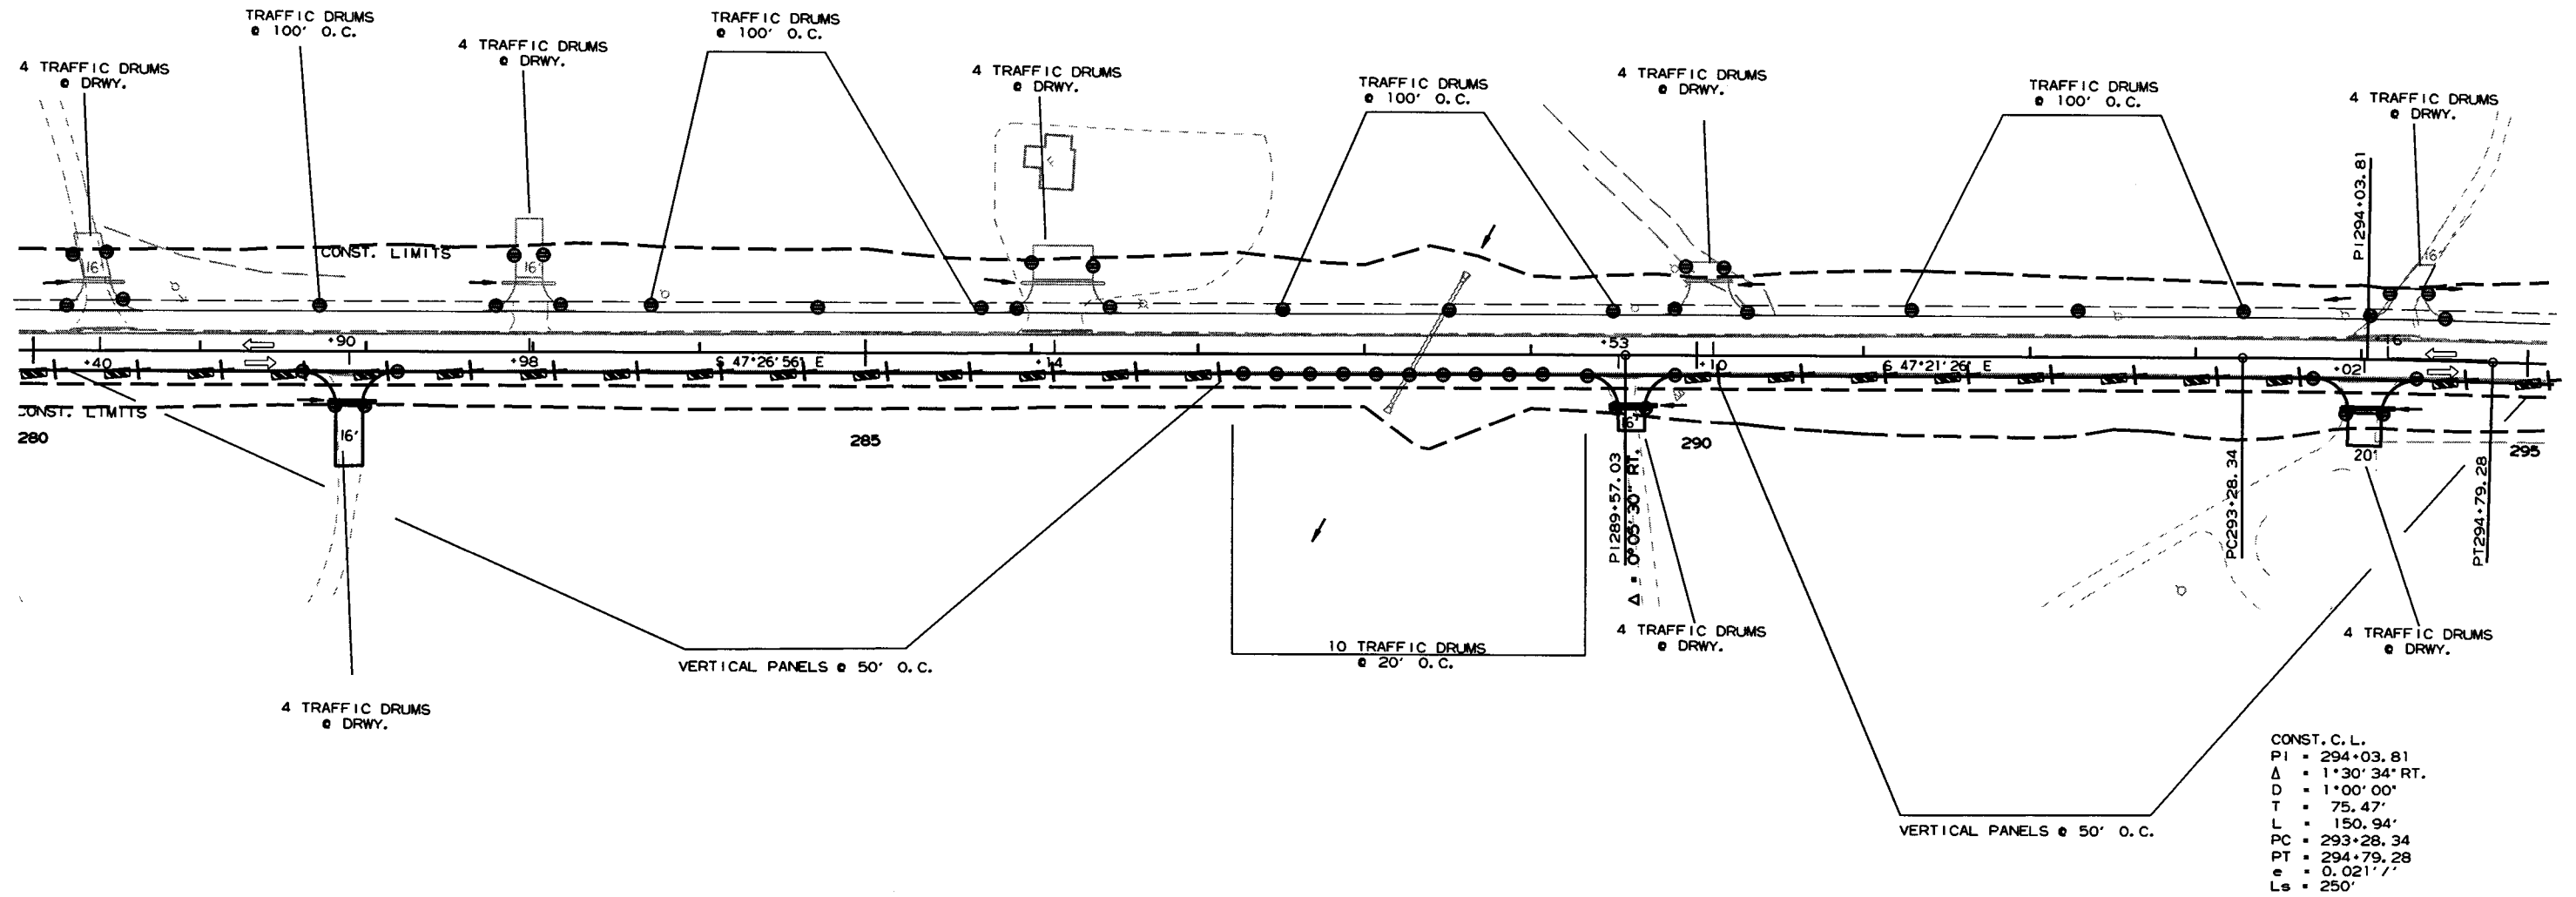 TRAFFIC DRUMS
@ 100' O.C.
TRAFFIC DRUMS
@ 100' O.C.
4 TRAFFIC DRUMS
@ DRWY.
4 TRAFFIC DRUMS
@ DRWY.
4 TRAFFIC DRUMS
@ DRWY.
TRAFFIC DRUMS
@ 100' O.C.
4 TRAFFIC DRUMS
@ DRWY.
TRAFFIC DRUMS
@ 100' O.C.
4 TRAFFIC DRUMS
@ DRWY.
PI294+03.81
CONST. LIMITS
16'
16'
16'
16'
+90
+53
+40
+98
S 47°26'56" E
+14
+10
S 47°21'26" E
+02
CONST. LIMITS
280
285
290
295
16'
16'
20'
PI289+57.03
Δ = 0°05'30" RT.
PC293+28.34
PT294+79.28
VERTICAL PANELS @ 50' O.C.
10 TRAFFIC DRUMS
@ 20' O.C.
4 TRAFFIC DRUMS
@ DRWY.
4 TRAFFIC DRUMS
@ DRWY.
4 TRAFFIC DRUMS
@ DRWY.
VERTICAL PANELS @ 50' O.C.
CONST. C.L.
PI = 294+03.81
Δ = 1°30'34" RT.
D = 1°00'00"
T = 75.47'
L = 150.94'
PC = 293+28.34
PT = 294+79.28
e = 0.021'/'
Ls = 250'